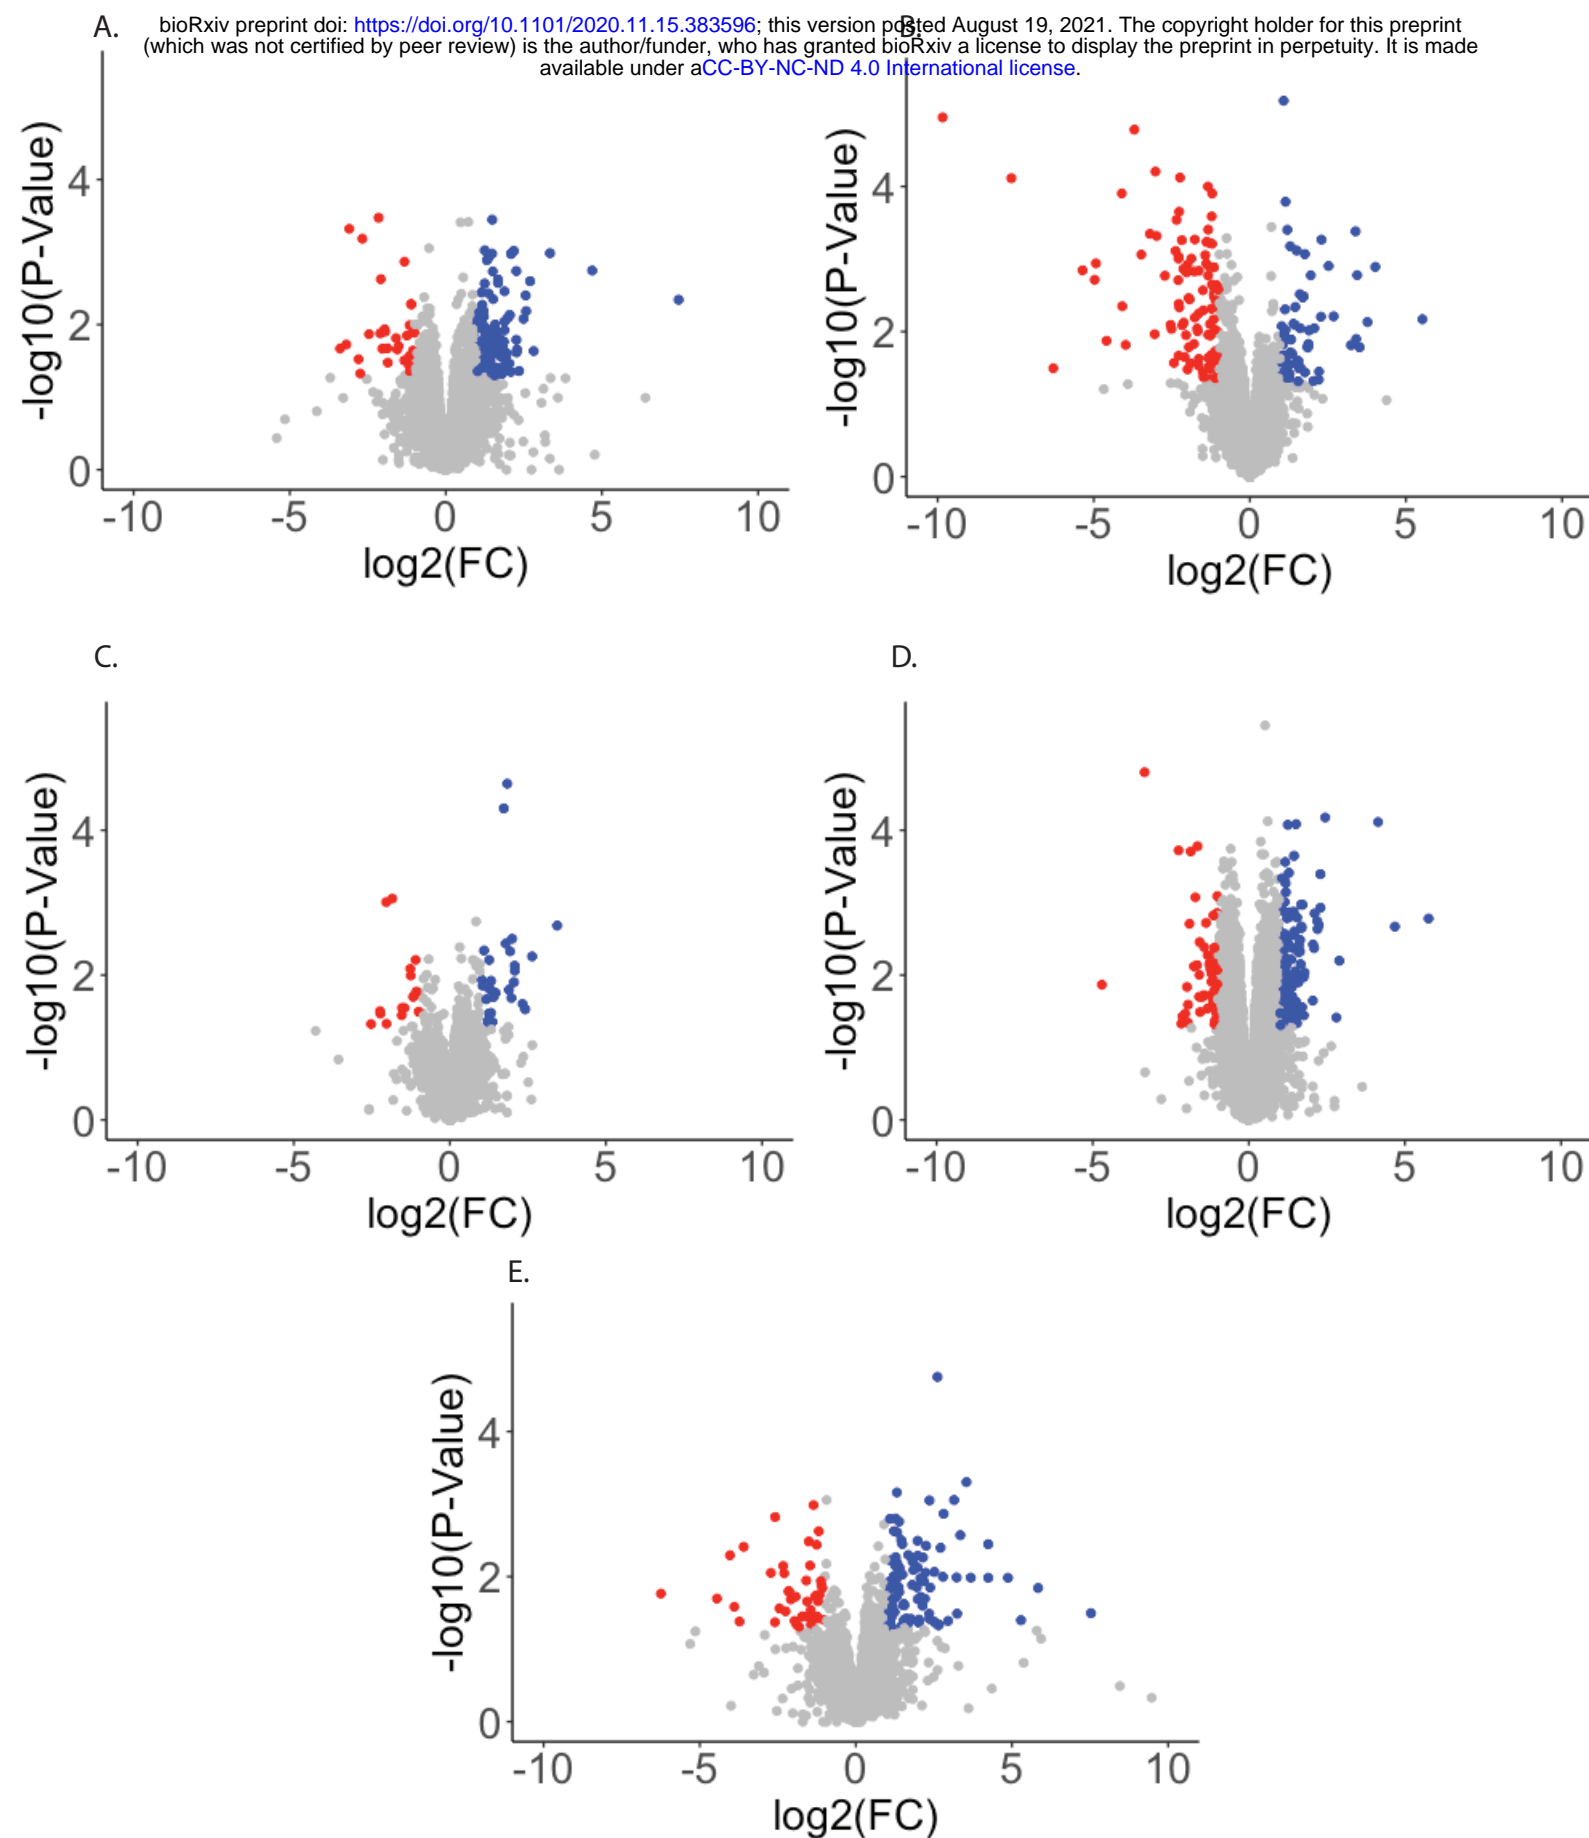 bioRxiv preprint doi: https://doi.org/10.1101/2020.11.15.383596; this version posted August 19, 2021. The copyright holder for this preprint
(which was not certified by peer review) is the author/funder, who has granted bioRxiv a license to display the preprint in perpetuity. It is made
available under aCC-BY-NC-ND 4.0 International license.
A.
-log10(P-Value)
4
2
0
-10 -5 0 5 10
log2(FC)
B.
-log10(P-Value)
4
2
0
-10 -5 0 5 10
log2(FC)
C.
-log10(P-Value)
4
2
0
-10 -5 0 5 10
log2(FC)
D.
-log10(P-Value)
4
2
0
-10 -5 0 5 10
log2(FC)
E.
-log10(P-Value)
4
2
0
-10 -5 0 5 10
log2(FC)